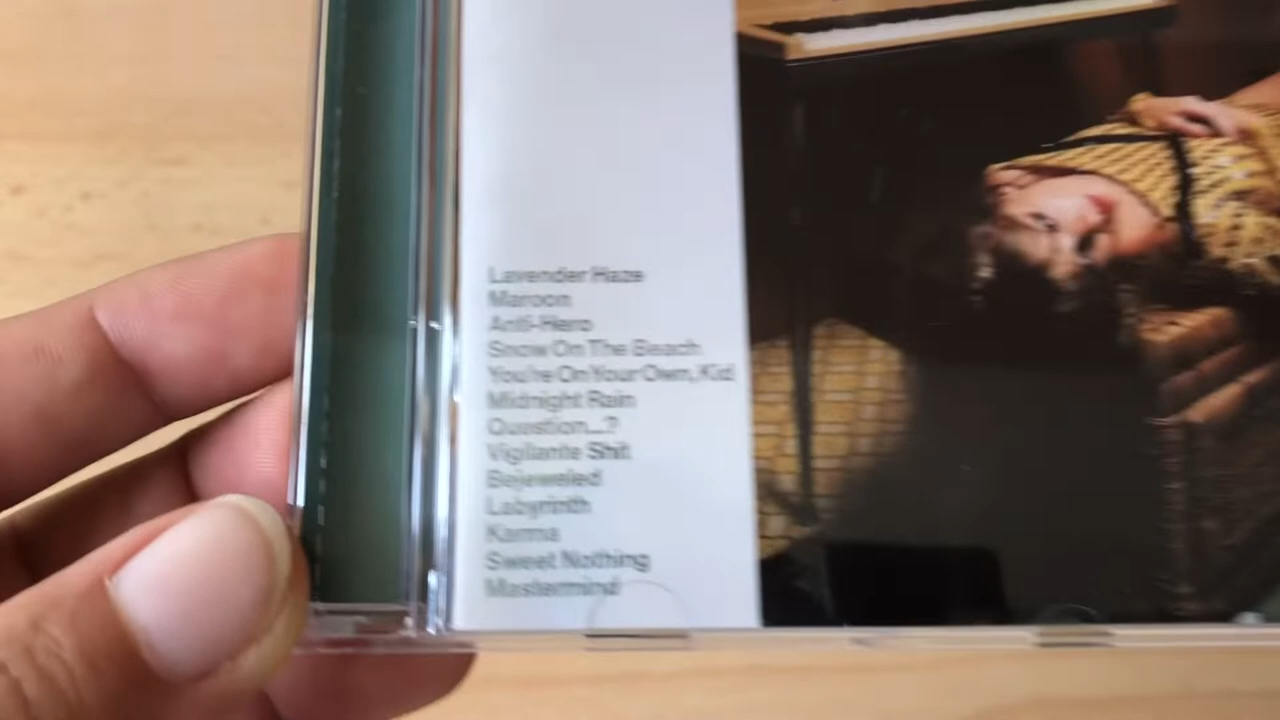 Lavender Haze
Maroon
Anti-Hero
Snow On The Beach
You're On Your Own, Kid
Midnight Rain
Question...?
Vigilante Shit
Bejeweled
Labyrinth
Karma
Sweet Nothing
Mastermind